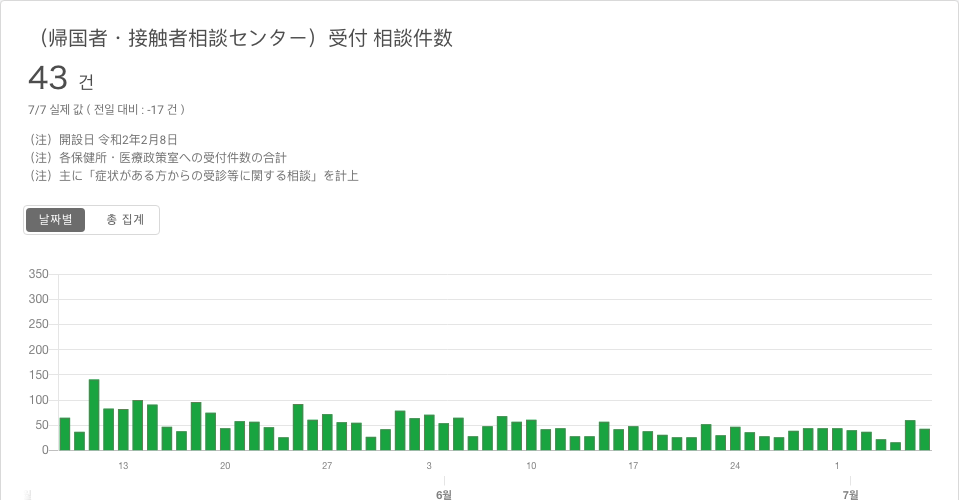 （帰国者・接触者相談センター）受付 相談件数
43 건
7/7 실제 값 ( 전일 대비 : -17 건 )
（注）開設日 令和2年2月8日
（注）各保健所・医療政策室への受付件数の合計
（注）主に「症状がある方からの受診等に関する相談」を計上
날짜별 총 집계
350
300
250
200
150
100
50
0
13 20 27 3 10 17 24 1
6월 7월